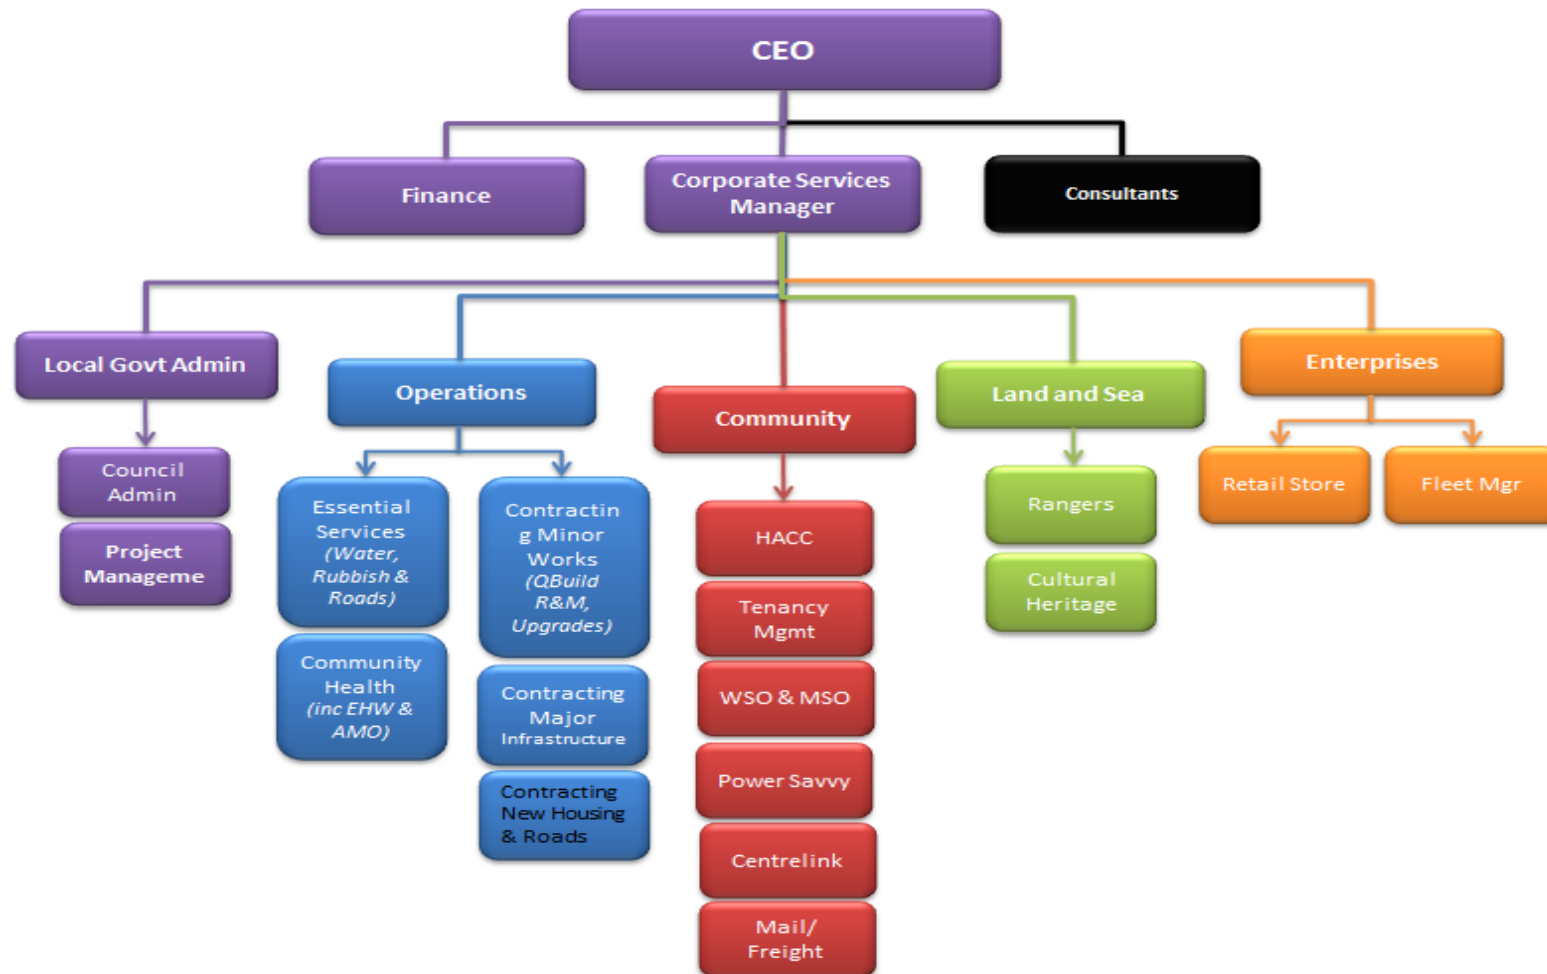 CEO
Finance
Corporate Services
Manager
Consultants
Local Govt Admin
Operations
Community
Land and Sea
Enterprises
Council
Admin
Project
Manageme
Essential
Services
(Water,
Rubbish &
Roads)
Community
Health
(inc EHW &
AMO)
Contractin
g Minor
Works
(QBuild
R&M,
Upgrades)
Contracting
Major
Infrastructure
Contracting
New Housing
& Roads
HACC
Tenancy
Mgmt
WSO & MSO
Power Savvy
Centrelink
Mail/
Freight
Rangers
Cultural
Heritage
Retail Store
Fleet Mgr